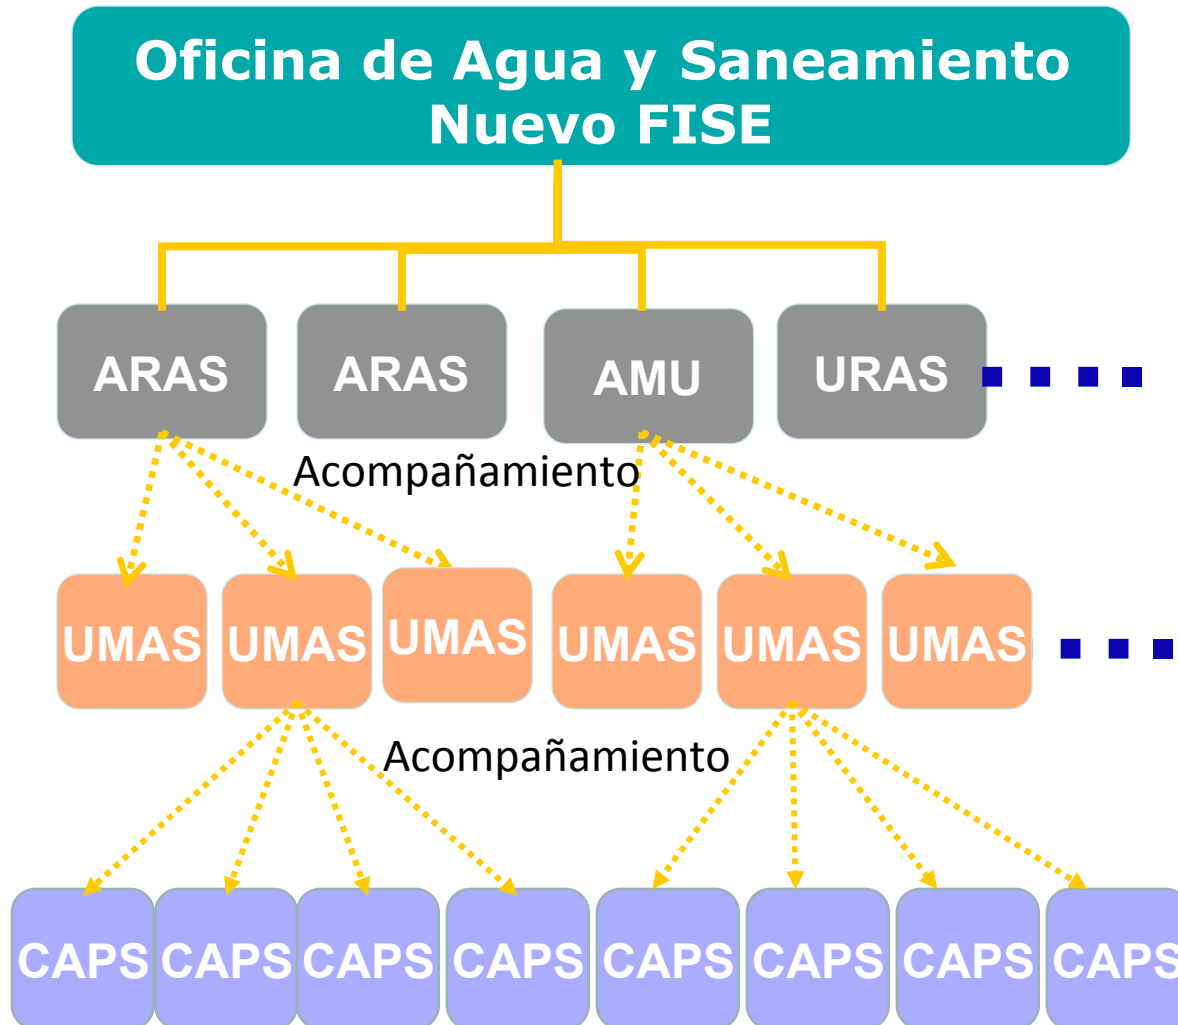 Oficina de Agua y Saneamiento
Nuevo FISE
ARAS ARAS AMU URAS
Acompañamiento
UMAS UMAS UMAS UMAS UMAS UMAS
Acompañamiento
CAPS CAPS CAPS CAPS CAPS CAPS CAPS CAPS